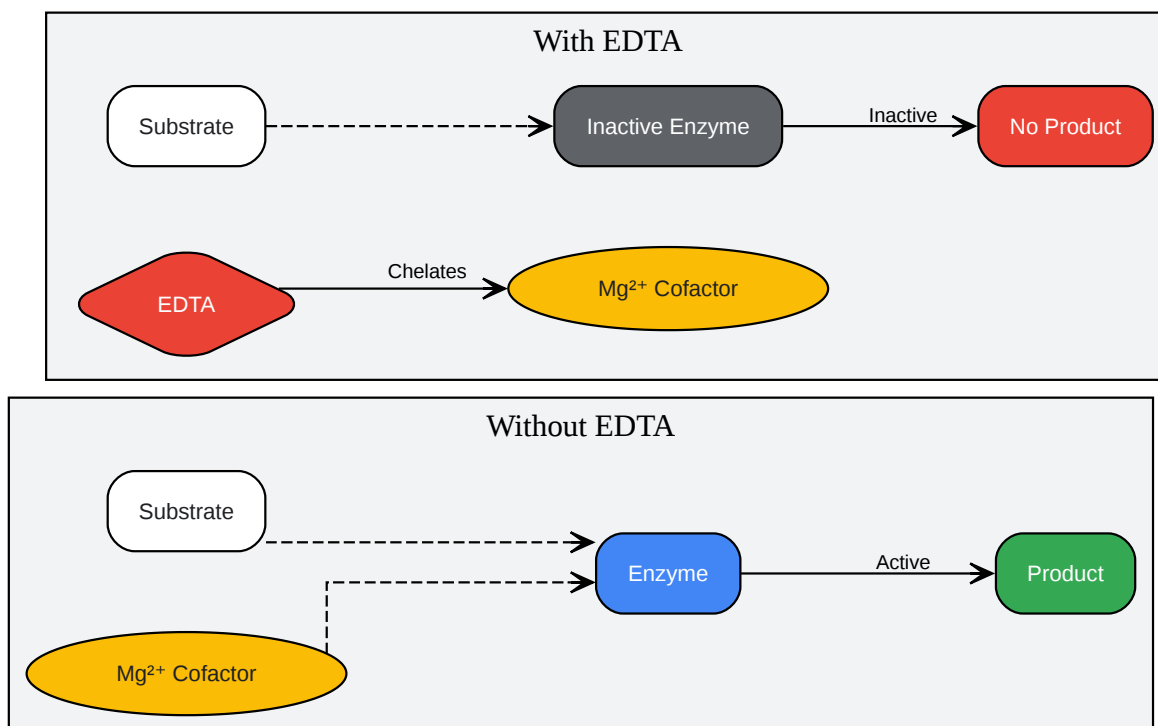 With EDTA
Substrate
Inactive Enzyme
Inactive
No Product
EDTA
Chelates
Mg²⁺ Cofactor
Without EDTA
Substrate
Enzyme
Active
Product
Mg²⁺ Cofactor